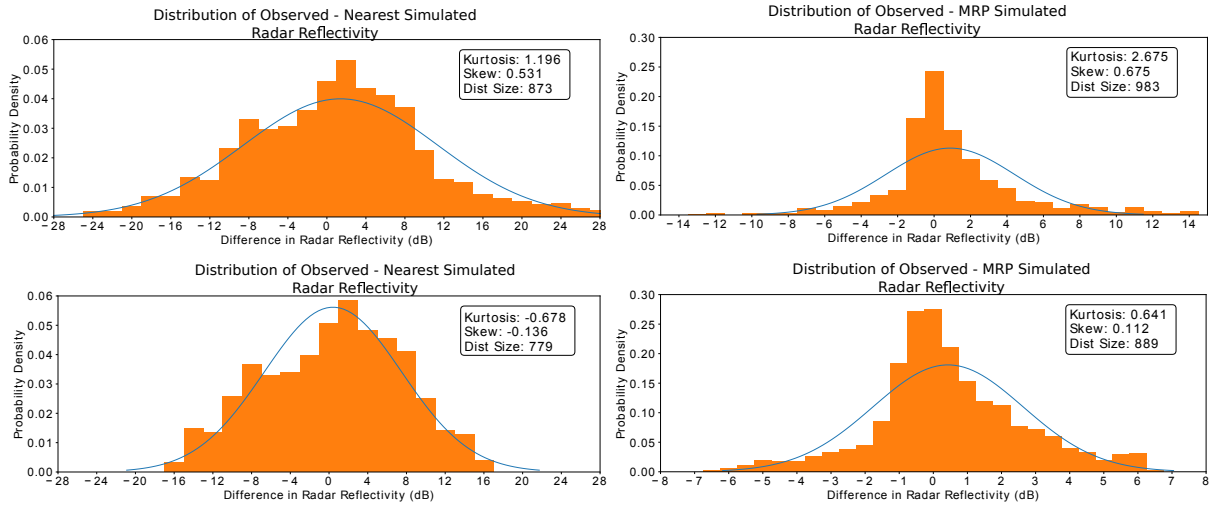 Distribution of Observed - Nearest Simulated
Radar Reflectivity
0.06
0.05
0.04
0.03
0.02
0.01
0.00
Probability Density
Kurtosis: 1.196
Skew: 0.531
Dist Size: 873
−28 −24 −20 −16 −12 −8 −4 0 4 8 12 16 20 24 28
Difference in Radar Reflectivity (dB)
Distribution of Observed - MRP Simulated
Radar Reflectivity
0.30
0.25
0.20
0.15
0.10
0.05
0.00
Probability Density
Kurtosis: 2.675
Skew: 0.675
Dist Size: 983
−14 −12 −10 −8 −6 −4 −2 0 2 4 6 8 10 12 14
Difference in Radar Reflectivity (dB)
Distribution of Observed - Nearest Simulated
Radar Reflectivity
0.06
0.05
0.04
0.03
0.02
0.01
0.00
Probability Density
Kurtosis: -0.678
Skew: -0.136
Dist Size: 779
−28 −24 −20 −16 −12 −8 −4 0 4 8 12 16 20 24 28
Difference in Radar Reflectivity (dB)
Distribution of Observed - MRP Simulated
Radar Reflectivity
0.30
0.25
0.20
0.15
0.10
0.05
0.00
Probability Density
Kurtosis: 0.641
Skew: 0.112
Dist Size: 889
−8 −7 −6 −5 −4 −3 −2 −1 0 1 2 3 4 5 6 7 8
Difference in Radar Reflectivity (dB)